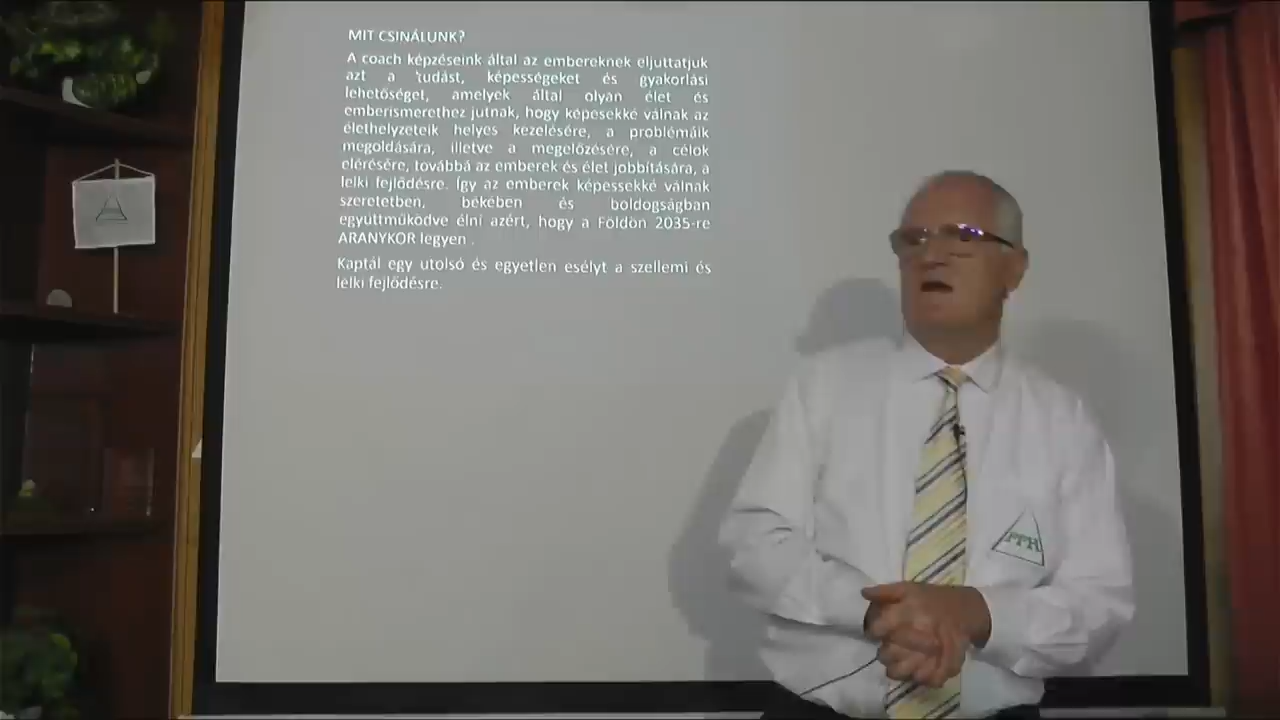 MIT CSINÁLUNK?
A coach képzéseink által az embereknek eljuttatjuk
azt a tudást, képességeket és gyakorlási
lehetőséget, amelyek által olyan élet és
emberismerethez jutnak, hogy képesekké válnak az
élethelyzeteik helyes kezelésére, a problémáik
megoldására, illetve a megelőzésére, a célok
elérésére, továbbá az emberek és élet jobbítására, a
lelki fejlődésre. Így az emberek képessekké válnak
szeretetben, békében és boldogságban
együttműködve élni azért, hogy a Földön 2035-re
ARANYKOR legyen .
Kaptál egy utolsó és egyetlen esélyt a szellemi és
lelki fejlődésre.
PPH